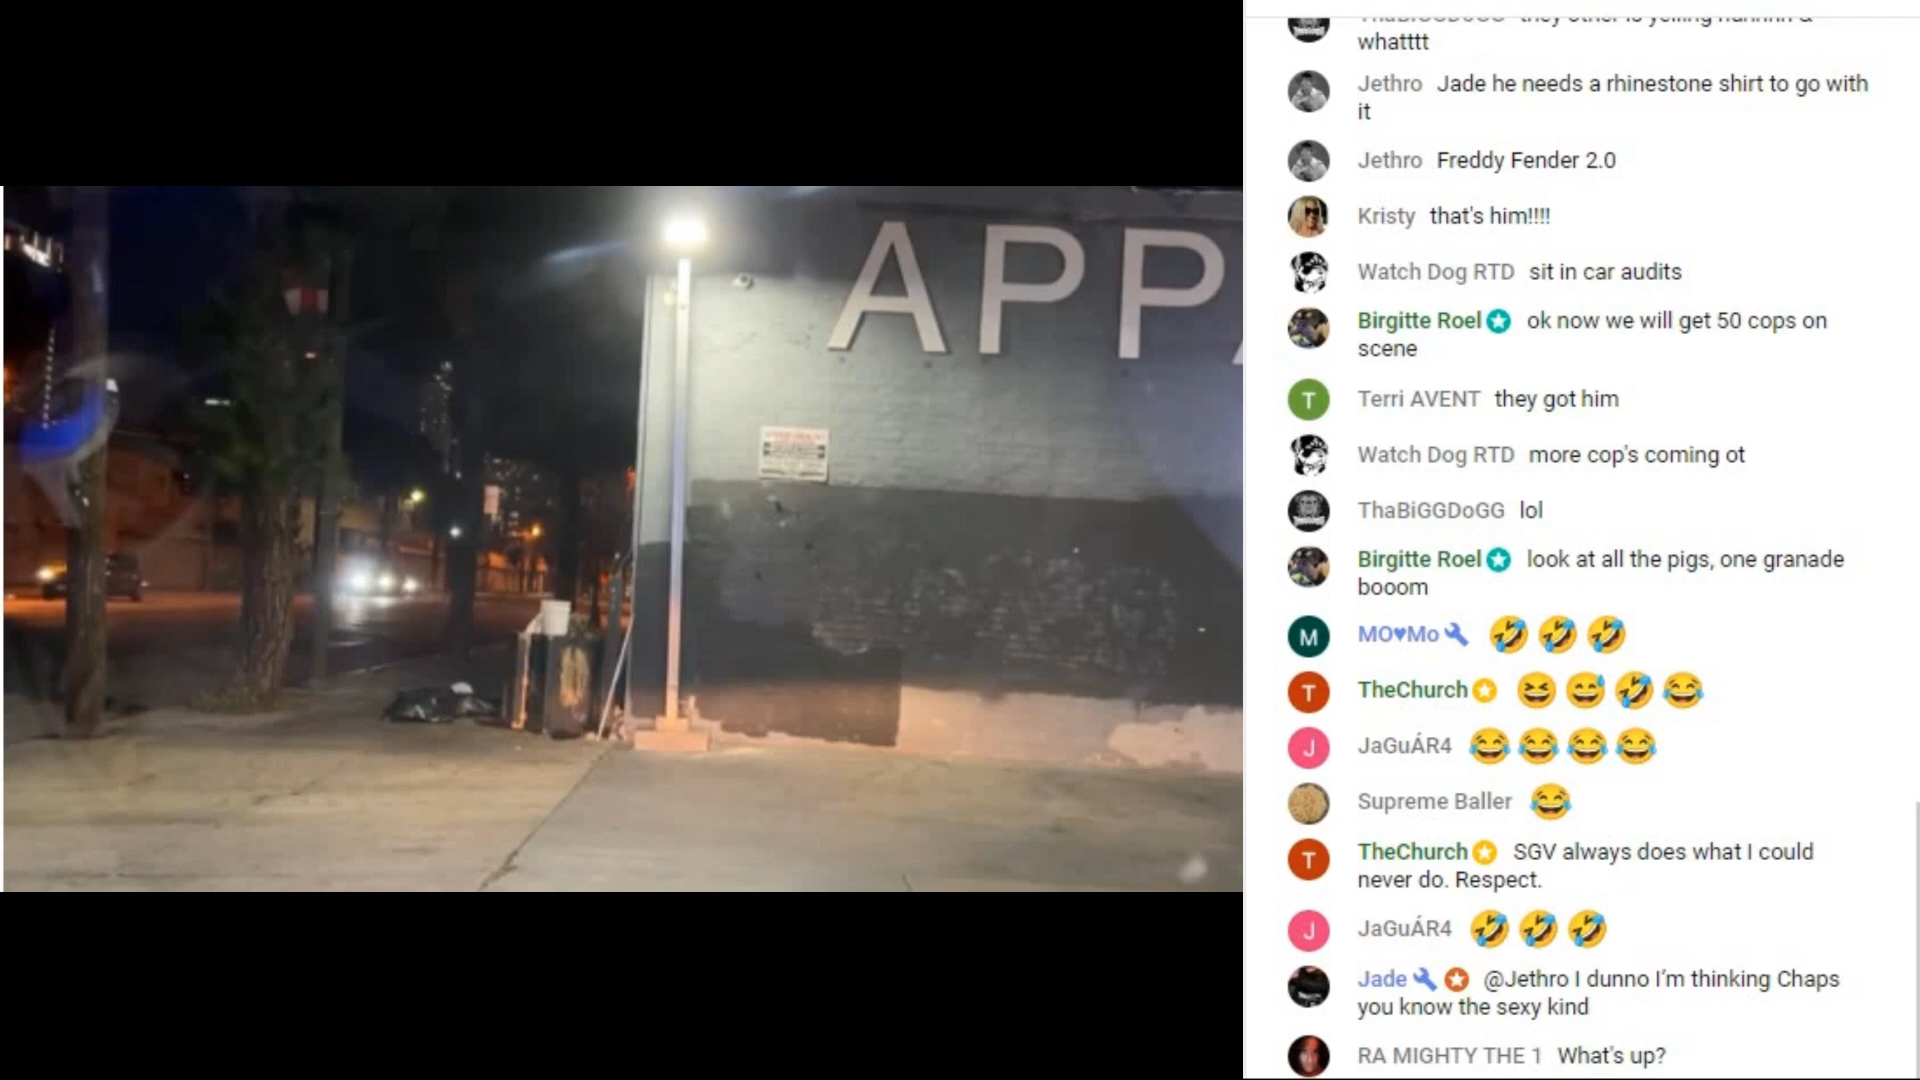 APP
whatttt
Jethro Jade he needs a rhinestone shirt to go with
it
Jethro Freddy Fender 2.0
Kristy that's him!!!!
Watch Dog RTD sit in car audits
Birgitte Roel ok now we will get 50 cops on
scene
T Terri AVENT they got him
Watch Dog RTD more cop's coming ot
ThaBiGGDoGG lol
Birgitte Roel look at all the pigs, one granade
booom
M MO♥Mo 🤣 🤣 🤣
T TheChurch 😆 😅 🤣 😂
J JaGuÁR4 😂 😂 😂 😂
Supreme Baller 😂
T TheChurch SGV always does what I could
never do. Respect.
J JaGuÁR4 🤣 🤣 🤣
Jade @Jethro I dunno I'm thinking Chaps
you know the sexy kind
RA MIGHTY THE 1 What's up?